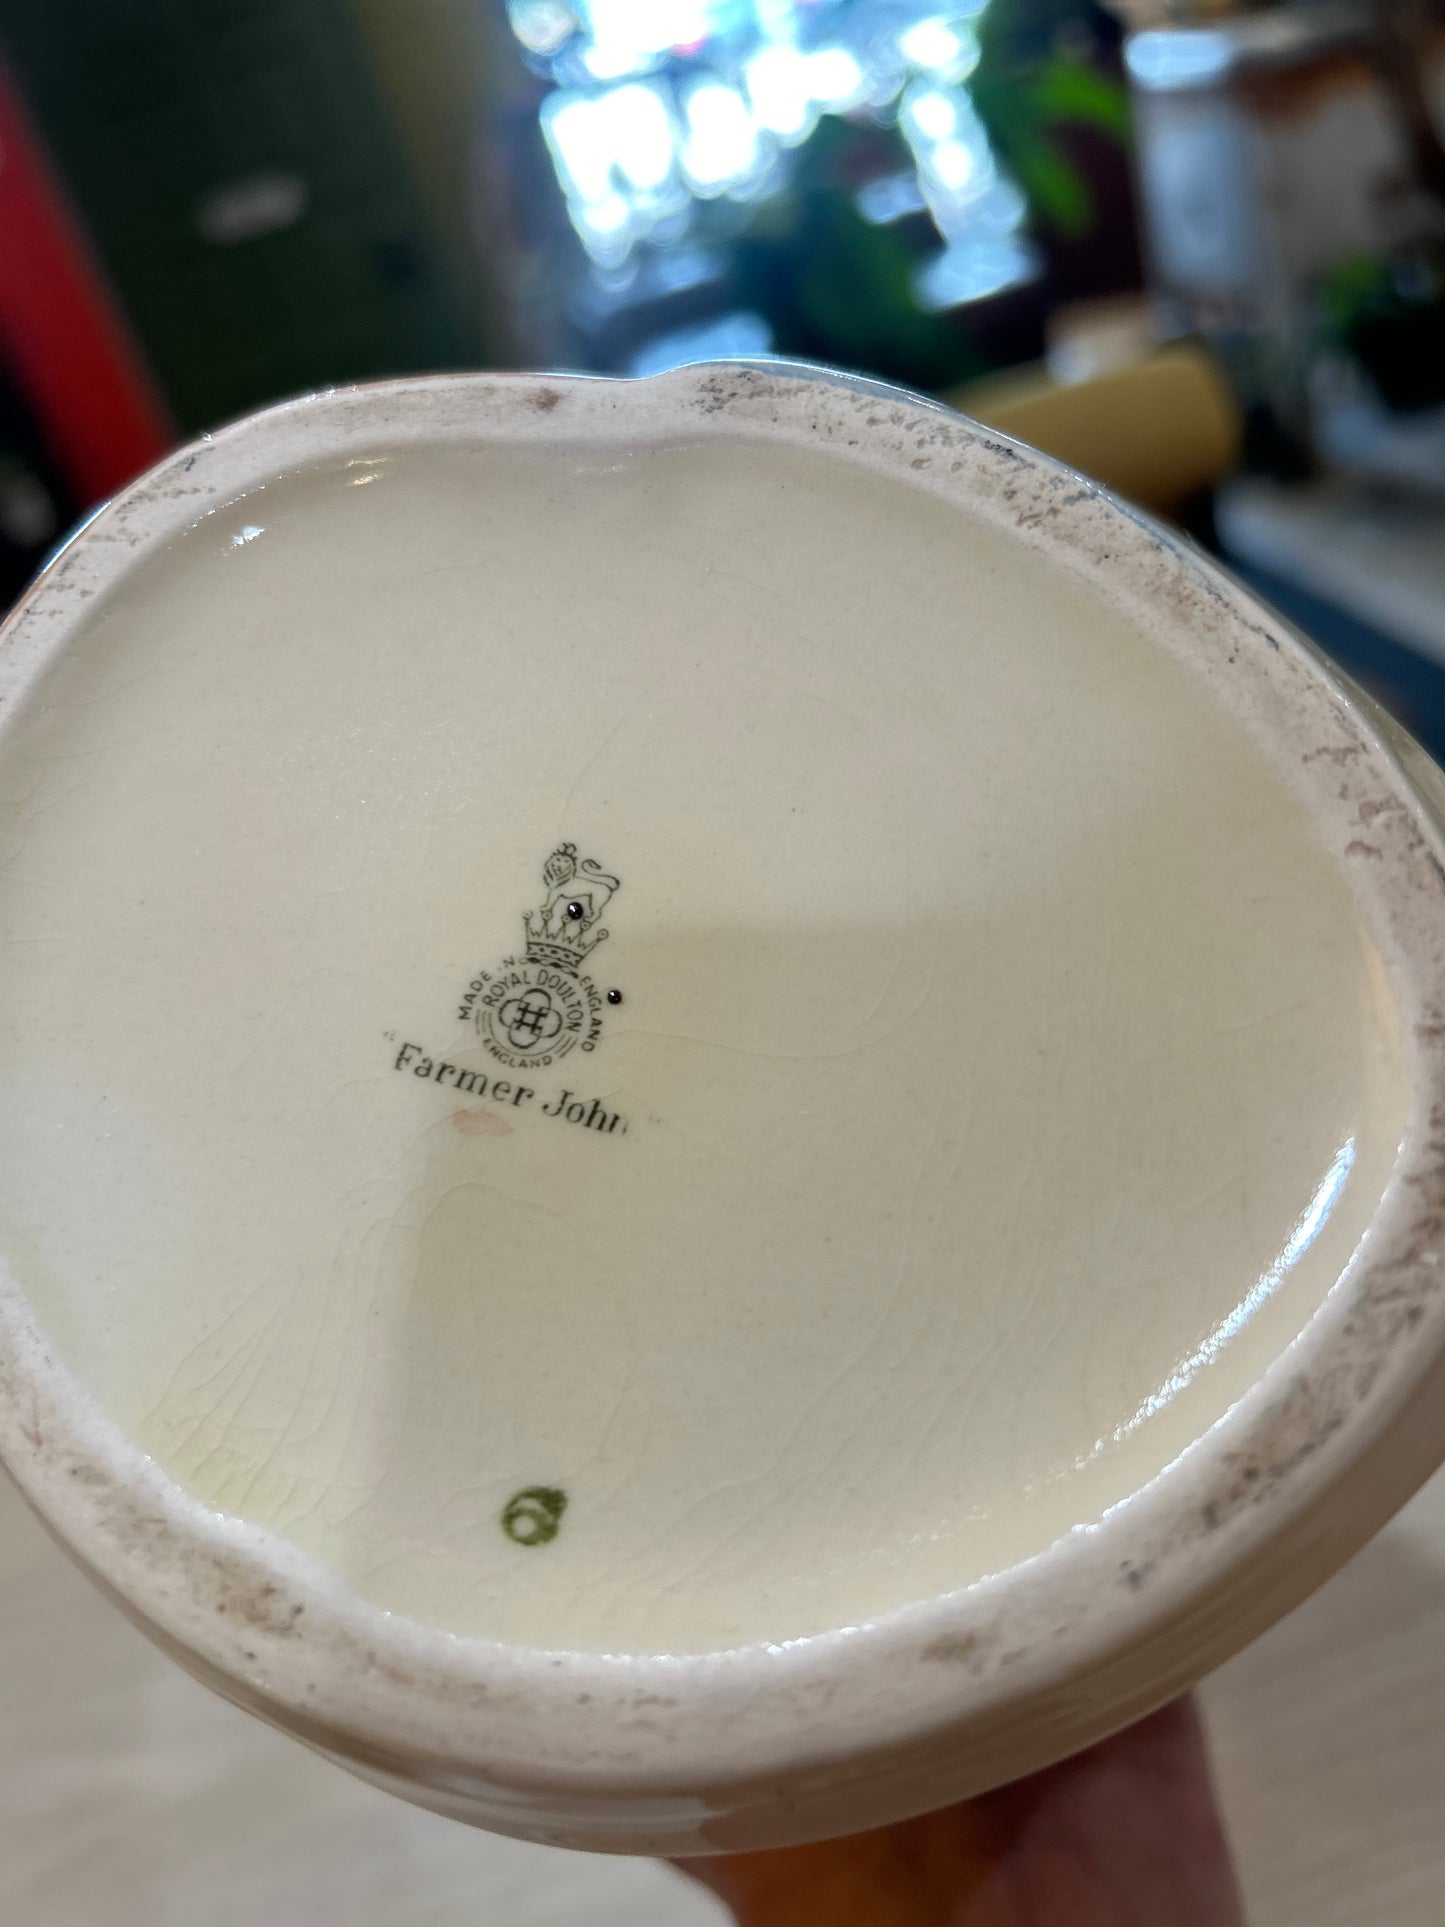 MADE IN ENGLAND
ROYAL DOULTON
ENGLAND
"Farmer John
6